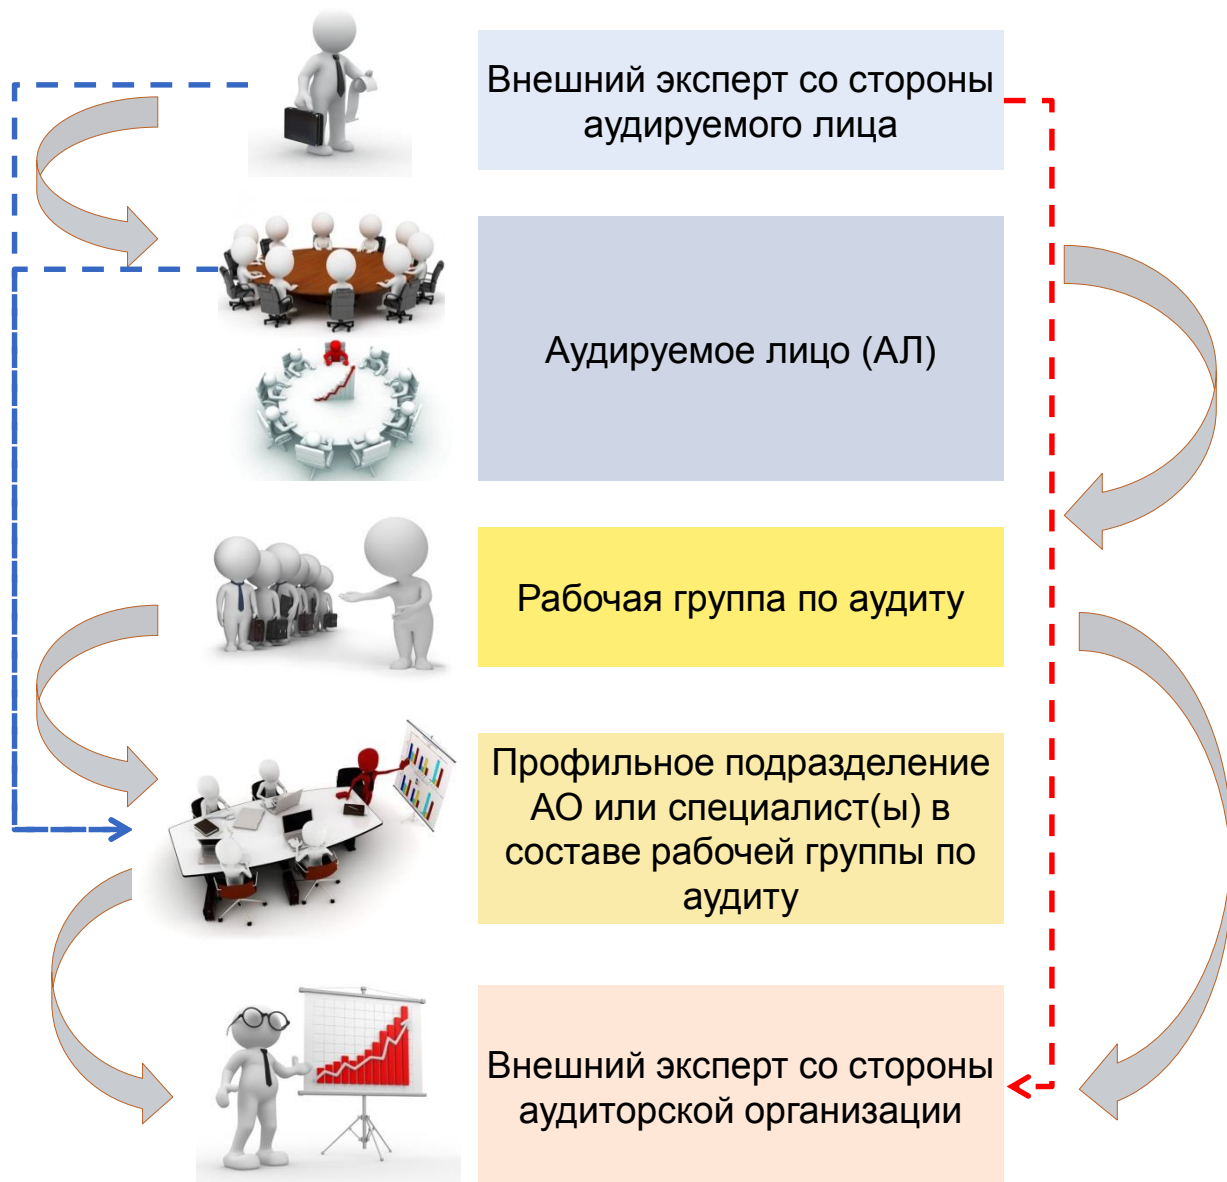 Внешний эксперт со стороны
аудируемого лица
Аудируемое лицо (АЛ)
Рабочая группа по аудиту
Профильное подразделение
АО или специалист(ы) в
составе рабочей группы по
аудиту
Внешний эксперт со стороны
аудиторской организации